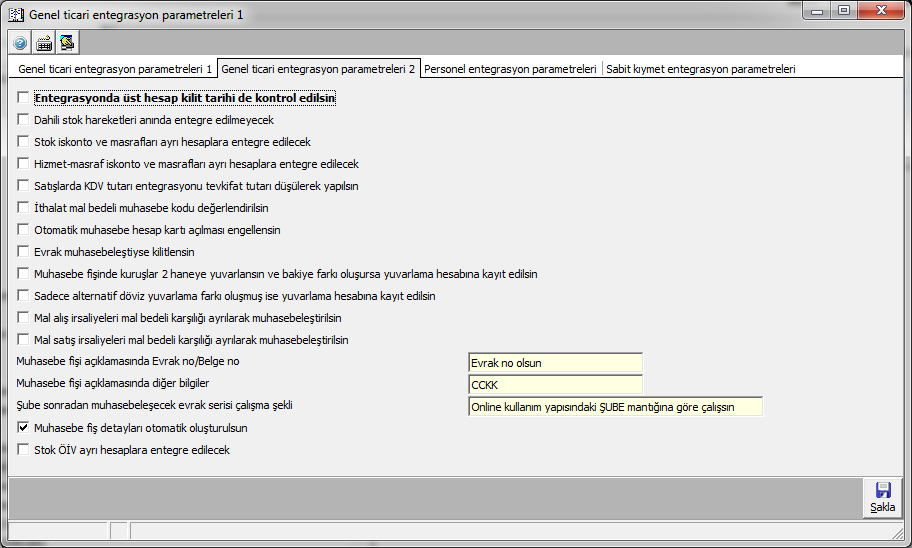 Genel ticari entegrasyon parametreleri 1
Genel ticari entegrasyon parametreleri 1 Genel ticari entegrasyon parametreleri 2 Personel entegrasyon parametreleri Sabit kıymet entegrasyon parametreleri
Entegrasyonda üst hesap kilit tarihi de kontrol edilsin
Dahili stok hareketleri anında entegre edilmeyecek
Stok iskonto ve masrafları ayrı hesaplara entegre edilecek
Hizmet-masraf iskonto ve masrafları ayrı hesaplara entegre edilecek
Satışlarda KDV tutarı entegrasyonu tevkifat tutarı düşülerek yapılsın
İthalat mal bedeli muhasebe kodu değerlendirilsin
Otomatik muhasebe hesap kartı açılması engellensin
Evrak muhasebeleştiyse kilitlensin
Muhasebe fişinde kuruşlar 2 haneye yuvarlansın ve bakiye farkı oluşursa yuvarlama hesabına kayıt edilsin
Sadece alternatif döviz yuvarlama farkı oluşmuş ise yuvarlama hesabına kayıt edilsin
Mal alış irsaliyeleri mal bedeli karşılığı ayrılarak muhasebeleştirilsin
Mal satış irsaliyeleri mal bedeli karşılığı ayrılarak muhasebeleştirilsin
Muhasebe fişi açıklamasında Evrak no/Belge no Evrak no olsun
Muhasebe fişi açıklamasında diğer bilgiler CCKK
Şube sonradan muhasebeleşecek evrak serisi çalışma şekli Online kullanım yapısındaki ŞUBE mantığına göre çalışsın
Muhasebe fiş detayları otomatik oluşturulsun
Stok ÖİV ayrı hesaplara entegre edilecek
Sakla